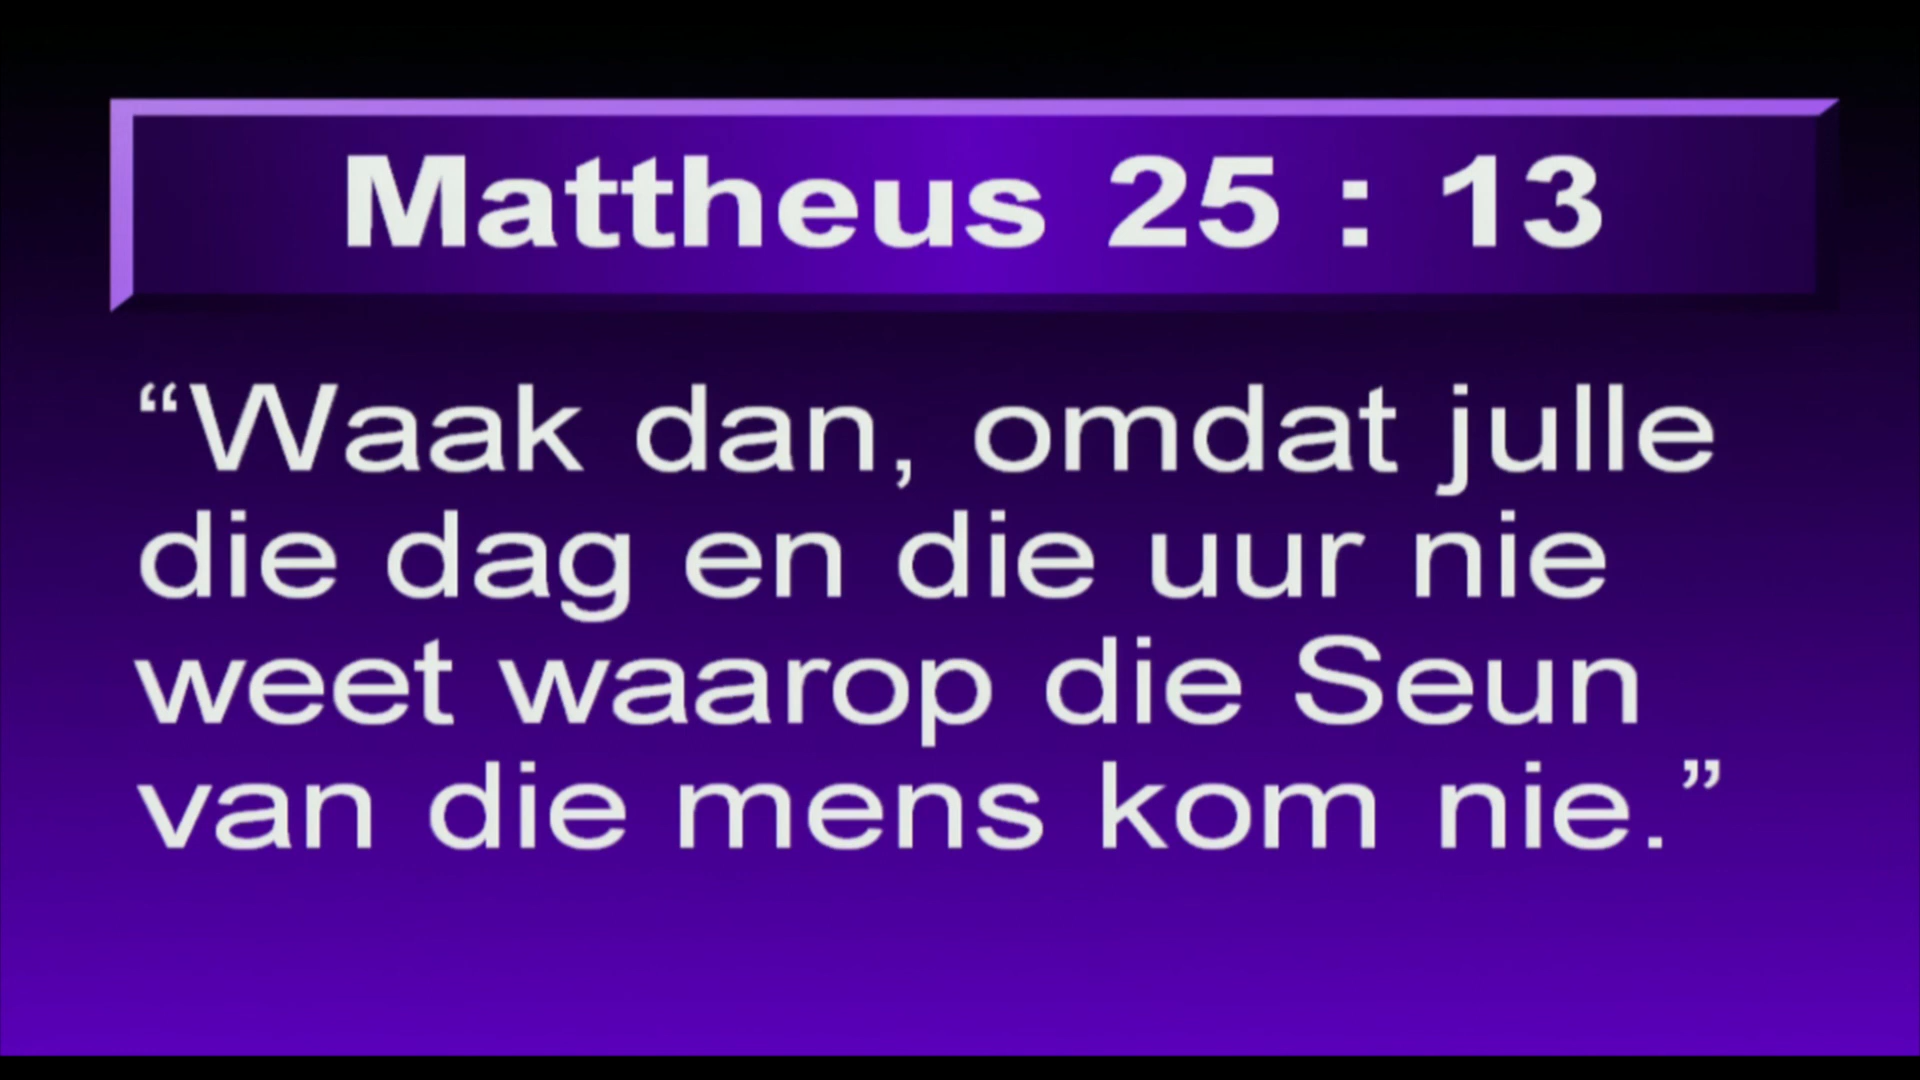 Mattheus 25 : 13
“Waak dan, omdat julle
die dag en die uur nie
weet waarop die Seun
van die mens kom nie.”